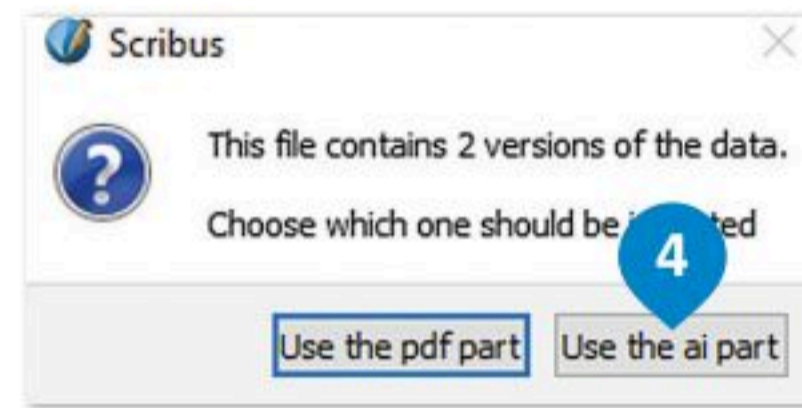 Scribus
This file contains 2 versions of the data.
Choose which one should be
4
Use the pdf part
Use the ai part